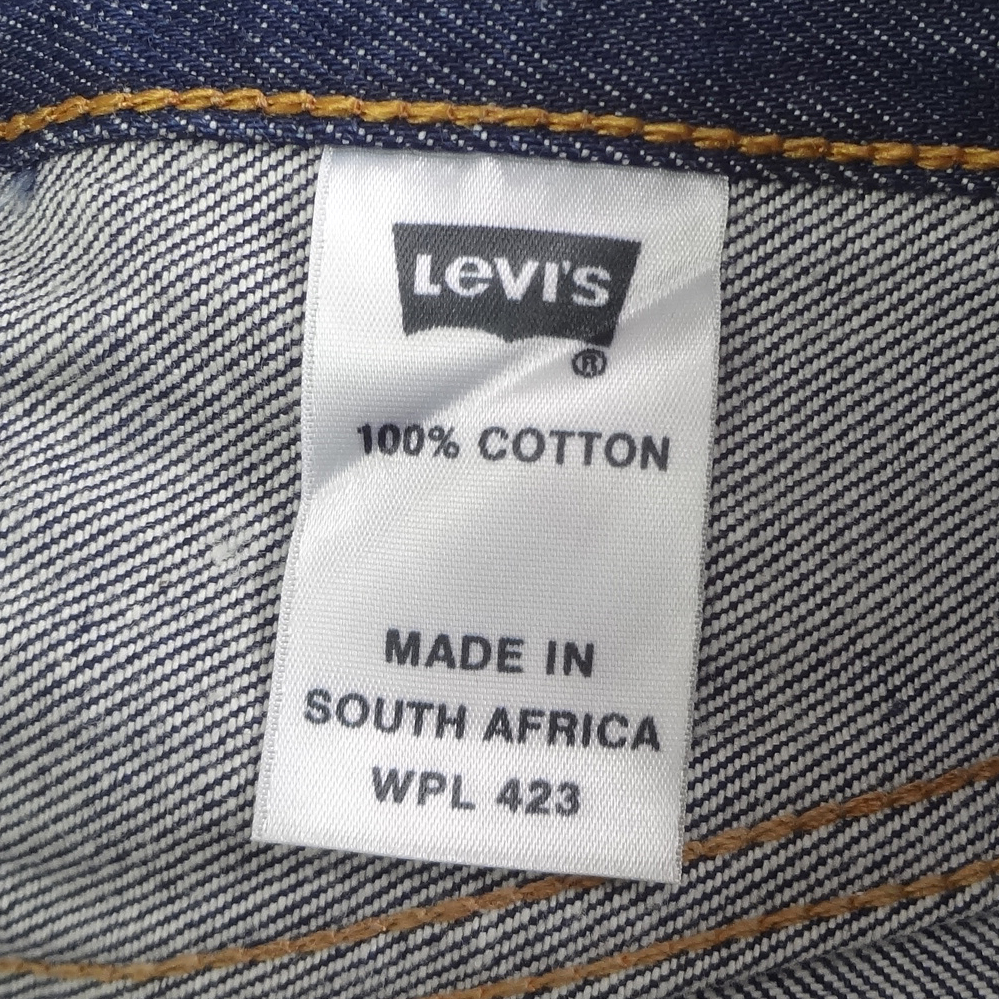 LEVI'S
®
100% COTTON
MADE IN
SOUTH AFRICA
WPL 423